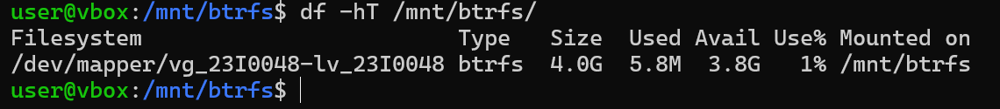 user@vbox:/mnt/btrfs$ df -hT /mnt/btrfs/
Filesystem                        Type   Size  Used Avail Use% Mounted on
/dev/mapper/vg_23I0048-lv_23I0048 btrfs  4.0G  5.8M  3.8G   1% /mnt/btrfs
user@vbox:/mnt/btrfs$